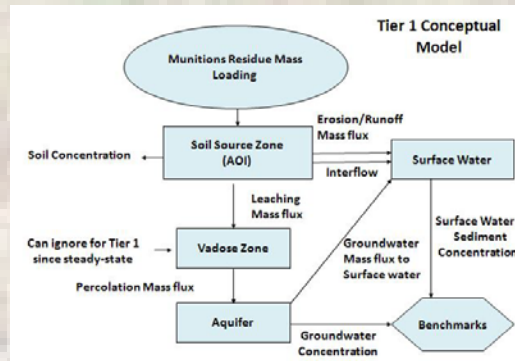 Tier 1 Conceptual
Model
Munitions Residue Mass
Loading
Erosion/Runoff
Mass flux
Soil Concentration
Soil Source Zone
(AOI)
Surface Water
Interflow
Leaching
Mass flux
Surface Water
Sediment
Concentration
Can ignore for Tier 1
since steady-state
Vadose Zone
Groundwater
Mass flux to
Surface water
Percolation Mass flux
Aquifer
Benchmarks
Groundwater
Concentration